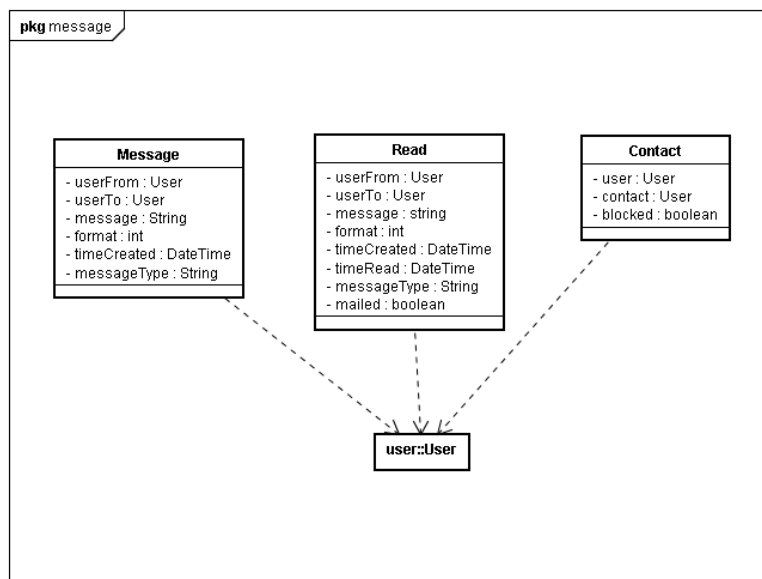 pkg message
Message
- userFrom : User
- userTo : User
- message : String
- format : int
- timeCreated : DateTime
- messageType : String
Read
- userFrom : User
- userTo : User
- message : string
- format : int
- timeCreated : DateTime
- timeRead : DateTime
- messageType : String
- mailed : boolean
Contact
- user : User
- contact : User
- blocked : boolean
user::User